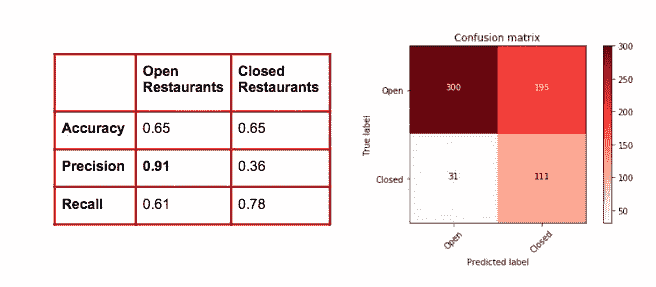 Open Restaurants
Closed Restaurants
Accuracy 0.65 0.65
Precision 0.91 0.36
Recall 0.61 0.78
Confusion matrix
True label
Open
Closed
300 195
31 111
Open
Closed
Predicted label
300
250
200
150
100
50